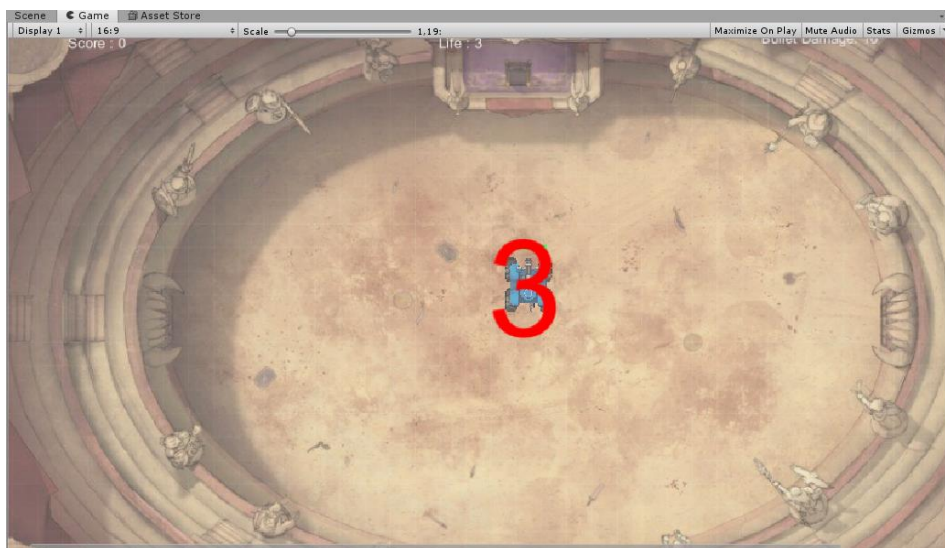 Scene Game Asset Store
Display 1 16:9 Scale 1.19: Maximize On Play Mute Audio Stats Gizmos
Score : 0 Life : 3 Bullet Damage: 10
3